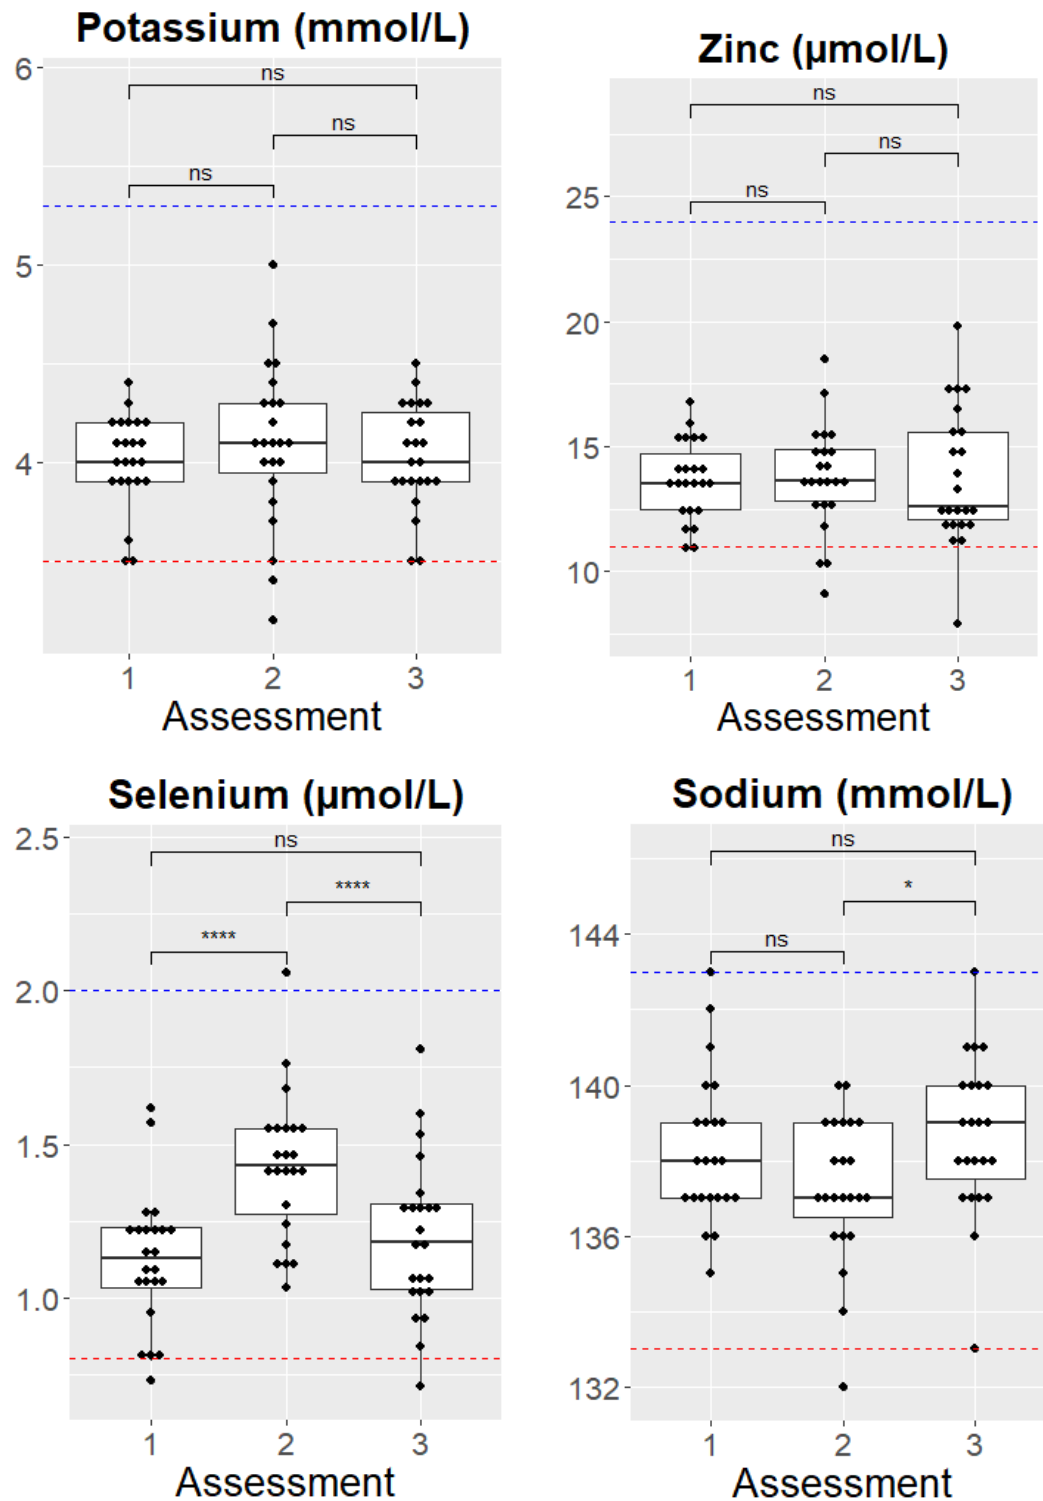 Potassium (mmol/L)
6
5
4
ns
ns
ns
1
2
3
Assessment
Zinc (µmol/L)
25
20
15
10
ns
ns
ns
1
2
3
Assessment
Selenium (µmol/L)
2.5
2.0
1.5
1.0
ns
****
****
1
2
3
Assessment
Sodium (mmol/L)
144
140
136
132
ns
*
ns
1
2
3
Assessment